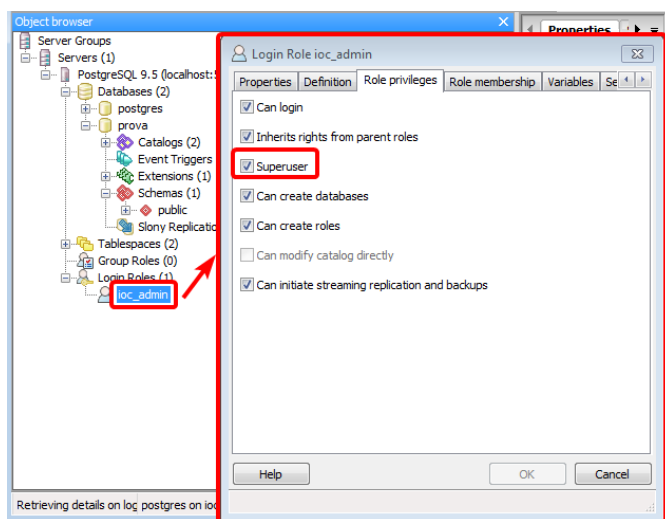 Object browser
Properties
Server Groups
Servers (1)
PostgreSQL 9.5 (localhost:
Databases (2)
postgres
prova
Catalogs (2)
Event Triggers
Extensions (1)
Schemas (1)
public
Slony Replicatio
Tablespaces (2)
Group Roles (0)
Login Roles (1)
ioc_admin
Retrieving details on log postgres on ioc
Login Role ioc_admin
Properties Definition Role privileges Role membership Variables Se
Can login
Inherits rights from parent roles
Superuser
Can create databases
Can create roles
Can modify catalog directly
Can initiate streaming replication and backups
Help OK Cancel